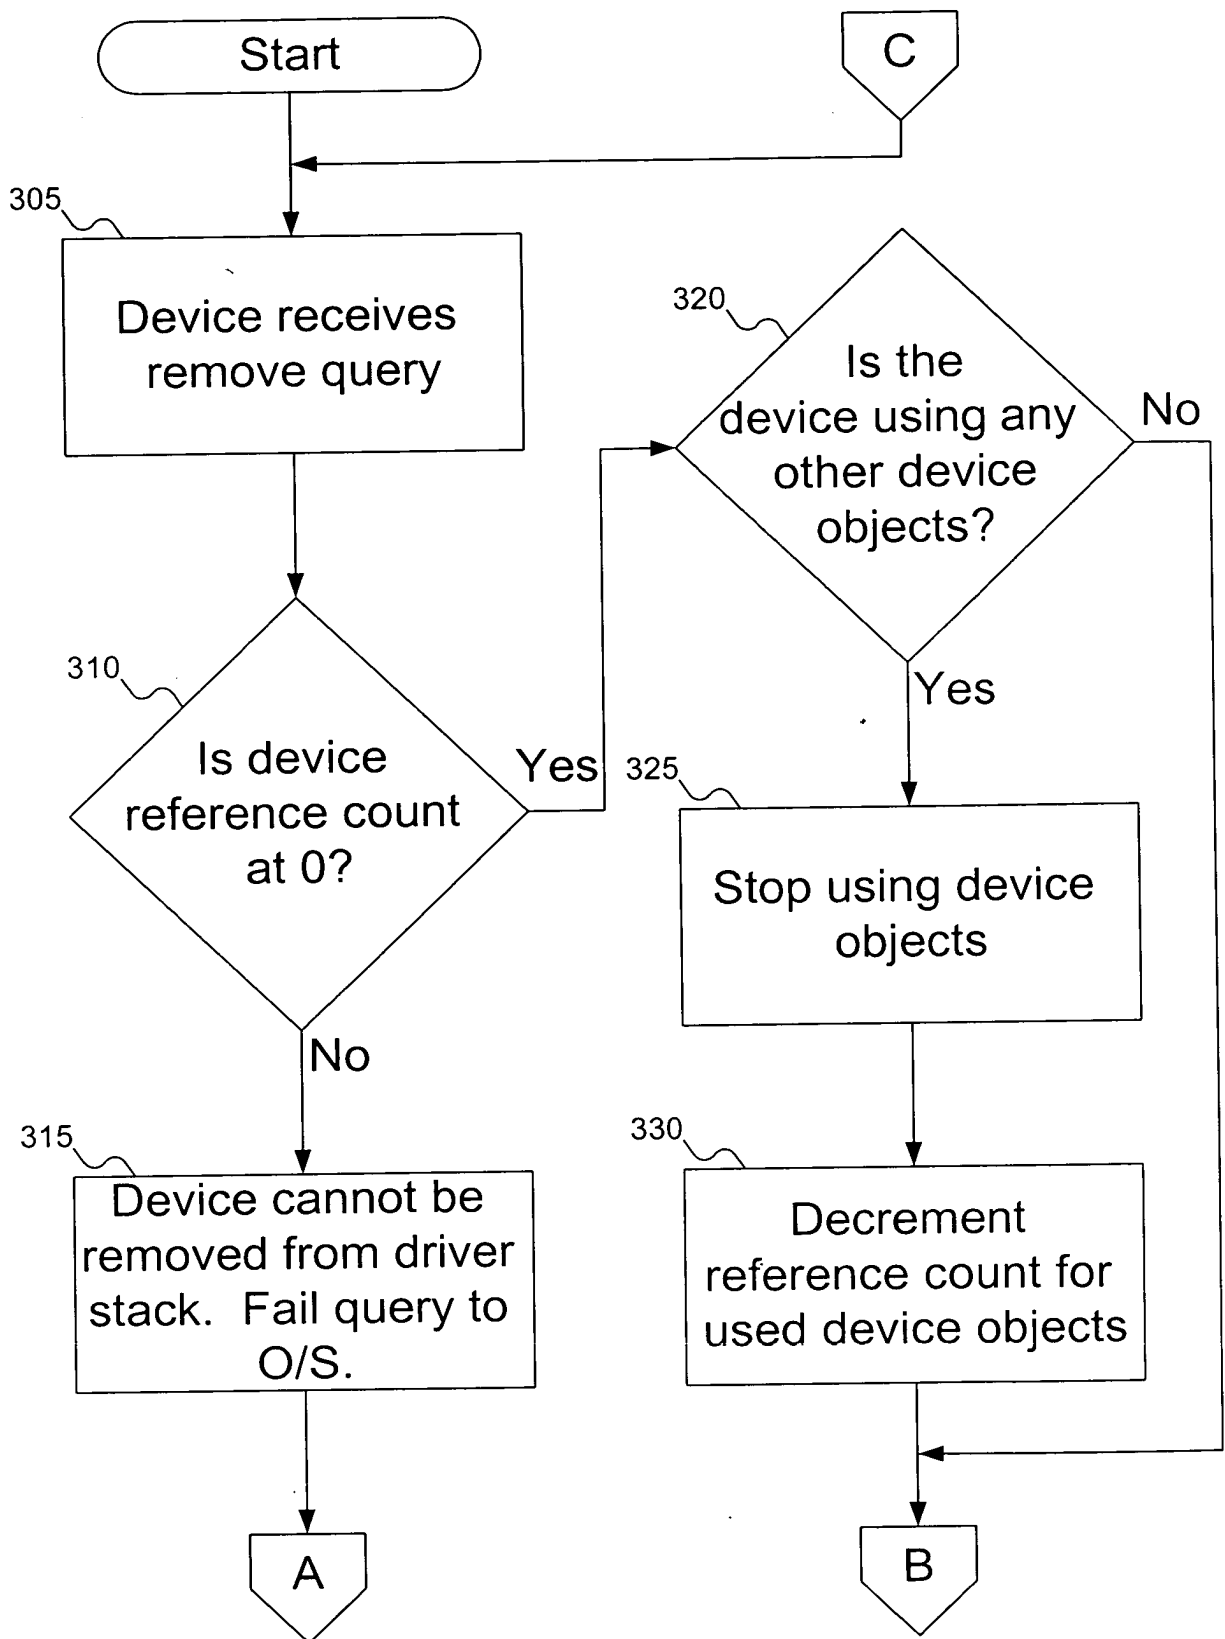 Start
C
305
Device receives
remove query
310
Is device
reference count
at 0?
Yes
No
315
Device cannot be
removed from driver
stack.  Fail query to
O/S.
A
320
Is the
device using any
other device
objects?
No
Yes
325
Stop using device
objects
330
Decrement
reference count for
used device objects
B